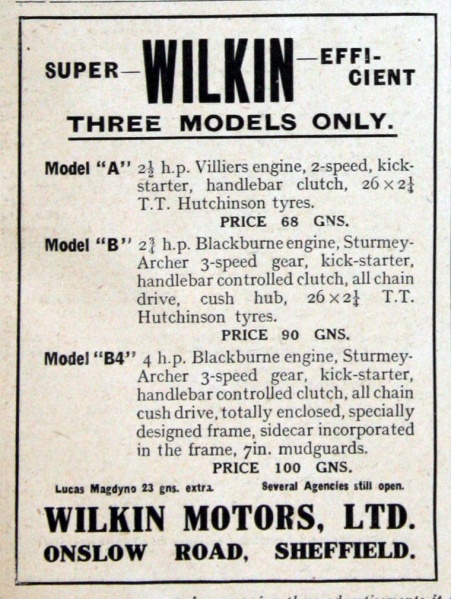 SUPER—WILKIN—EFFI-
CIENT
THREE MODELS ONLY.
Model "A" 2½ h.p. Villiers engine, 2-speed, kick-
starter, handlebar clutch, 26 × 2¼
T.T. Hutchinson tyres.
PRICE 68 GNS.
Model "B" 2¾ h.p. Blackburne engine, Sturmey-
Archer 3-speed gear, kick-starter,
handlebar controlled clutch, all chain
drive, cush hub, 26 × 2¼ T.T.
Hutchinson tyres.
PRICE 90 GNS.
Model "B4" 4 h.p. Blackburne engine, Sturmey-
Archer 3-speed gear, kick-starter,
handlebar controlled clutch, all chain
cush drive, totally enclosed, specially
designed frame, sidecar incorporated
in the frame, 7in. mudguards.
PRICE 100 GNS.
Lucas Magdyno 23 gns. extra. Several Agencies still open.
WILKIN MOTORS, LTD.
ONSLOW ROAD, SHEFFIELD.